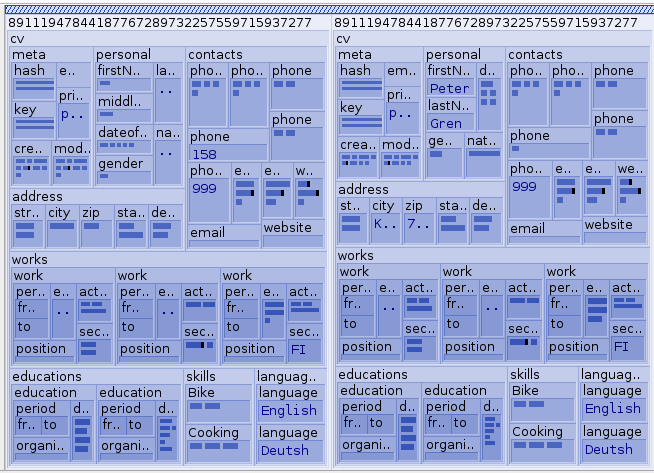 89111947844187767289732257559715937277
cv
meta
hash
e..
key
pri..
p..
cre..
mod..
personal
firstN..
la..
..
middl..
dateof..
na..
..
gender
contacts
pho..
pho..
phone
phone
phone
158
pho..
999
e..
e..
w..
email
website
address
str..
city
zip
sta..
de..
works
work
per..
fr..
to
e..
..
act..
sec..
position
work
per..
fr..
to
e..
..
act..
sec..
position
work
per..
fr..
to
e..
act..
sec..
FI
position
educations
education
period
fr..
to
d..
organi..
education
period
fr..
to
d..
organi..
skills
Bike
Cooking
languag..
language
English
language
Deutsh
89111947844187767289732257559715937277
cv
meta
hash
em..
key
pri..
p..
crea..
mod..
personal
firstN..
Peter
d..
lastN..
Gren
ge..
nat..
contacts
pho..
pho..
phone
phone
phone
pho..
999
e..
e..
we..
email
website
address
st..
city
K..
zip
7..
sta..
de..
works
work
per..
fr..
to
e..
..
act..
sec..
position
work
per..
fr..
to
e..
..
act..
sec..
position
work
per..
fr..
to
e..
act..
sec..
FI
position
educations
education
period
fr..
to
d..
organi..
education
period
fr..
to
d..
organi..
skills
Bike
Cooking
languag..
language
English
language
Deutsh